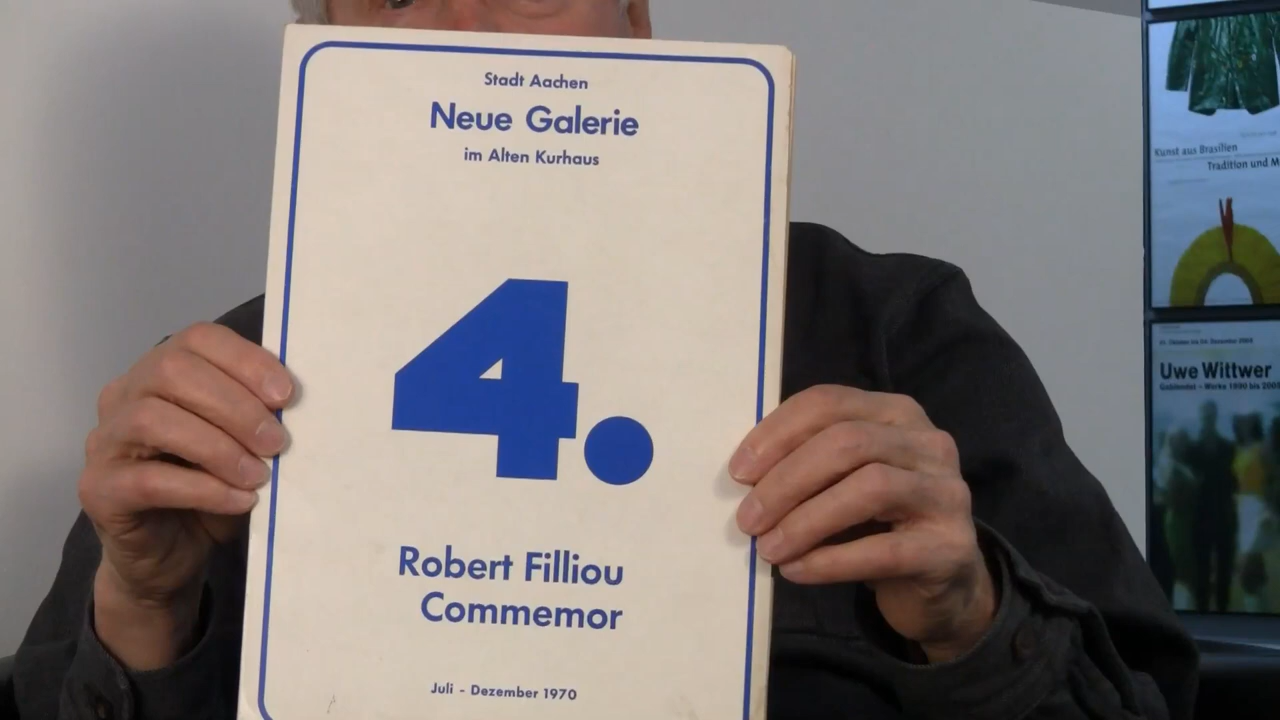 Stadt Aachen
Neue Galerie
im Alten Kurhaus
4.
Robert Filliou
Commemor
Juli - Dezember 1970
Kunst aus Brasilien
Tradition und M
Uwe Wittwer